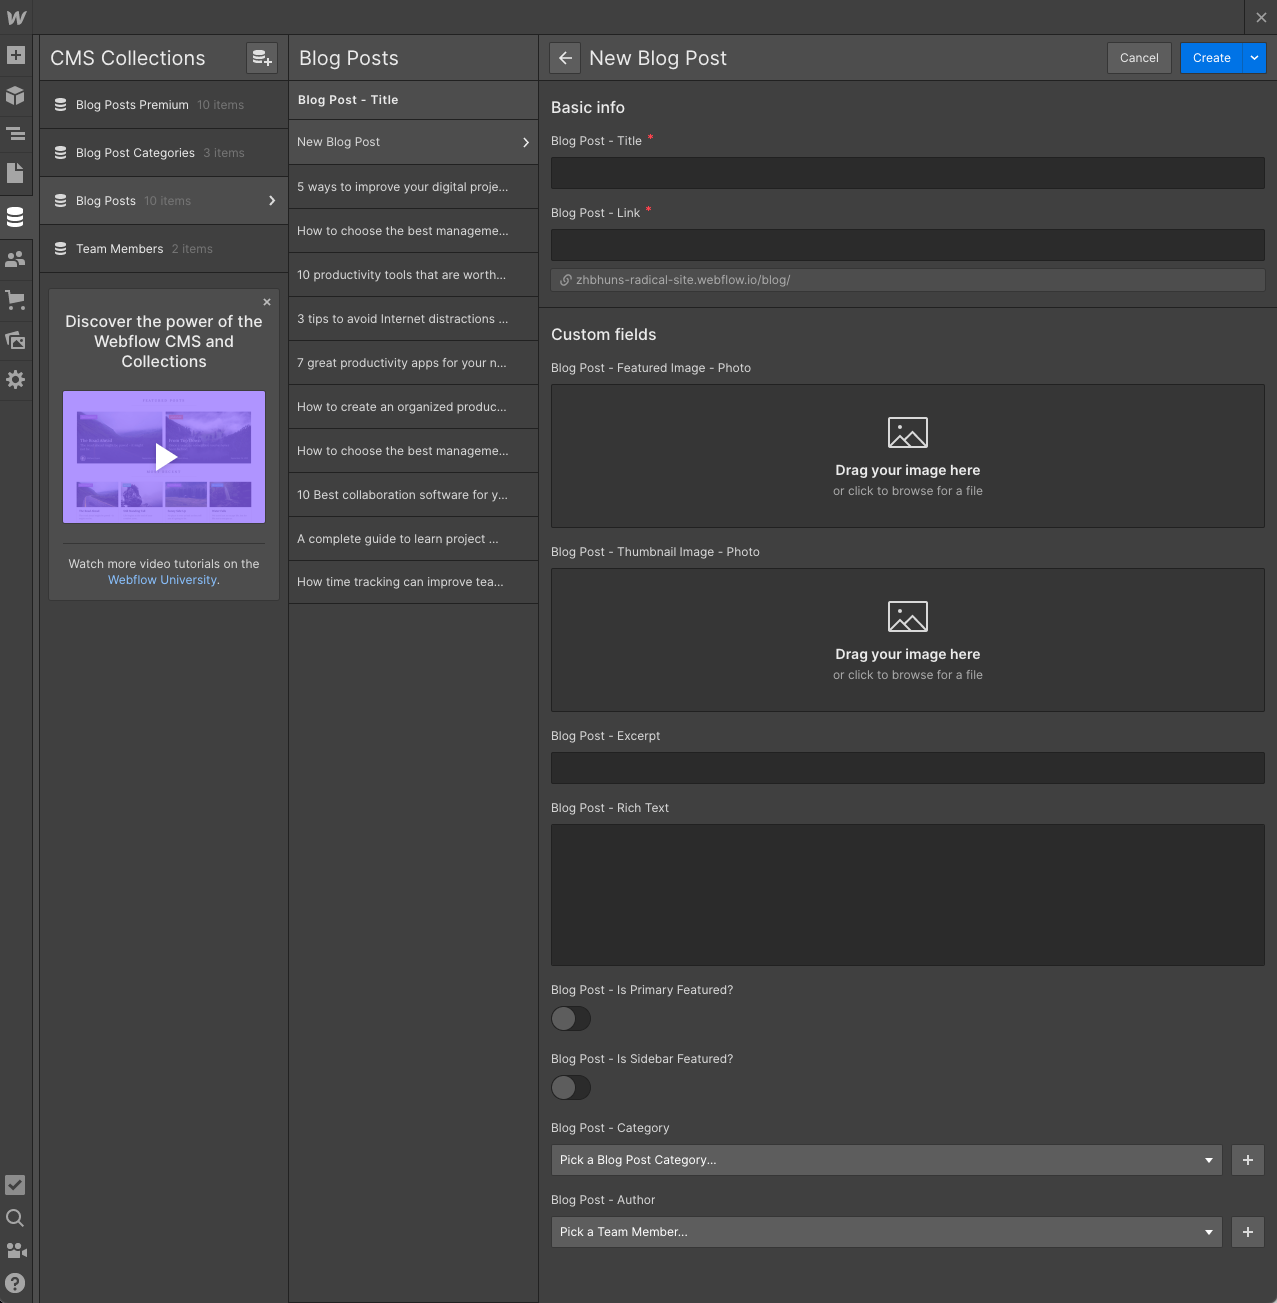 CMS Collections
Blog Posts Premium 10 items
Blog Post Categories 3 items
Blog Posts 10 items
Team Members 2 items
Discover the power of the
Webflow CMS and
Collections
Watch more video tutorials on the
Webflow University.
Blog Posts
Blog Post - Title
New Blog Post
5 ways to improve your digital proje...
How to choose the best manageme...
10 productivity tools that are worth...
3 tips to avoid Internet distractions ...
7 great productivity apps for your n...
How to create an organized produc...
How to choose the best manageme...
10 Best collaboration software for y...
A complete guide to learn project ...
How time tracking can improve tea...
New Blog Post
Cancel
Create
Basic info
Blog Post - Title *
Blog Post - Link *
zhbhuns-radical-site.webflow.io/blog/
Custom fields
Blog Post - Featured Image - Photo
Drag your image here
or click to browse for a file
Blog Post - Thumbnail Image - Photo
Drag your image here
or click to browse for a file
Blog Post - Excerpt
Blog Post - Rich Text
Blog Post - Is Primary Featured?
Blog Post - Is Sidebar Featured?
Blog Post - Category
Pick a Blog Post Category...
Blog Post - Author
Pick a Team Member...